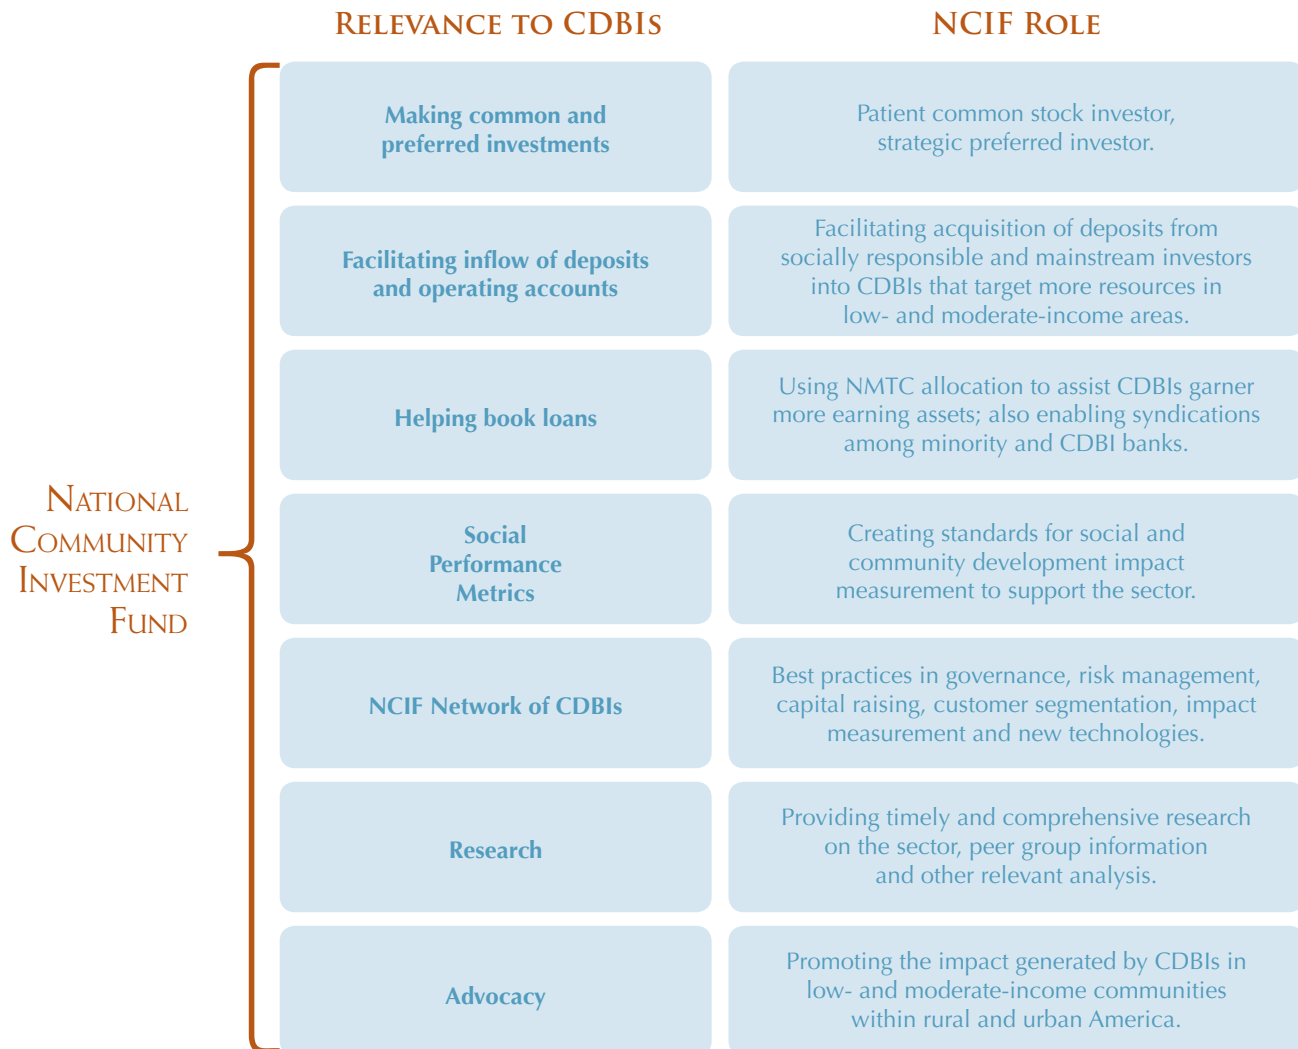 RELEVANCE TO CDBIS
NCIF ROLE
NATIONAL
COMMUNITY
INVESTMENT
FUND
Making common and
preferred investments
Patient common stock investor,
strategic preferred investor.
Facilitating inflow of deposits
and operating accounts
Facilitating acquisition of deposits from
socially responsible and mainstream investors
into CDBIs that target more resources in
low- and moderate-income areas.
Helping book loans
Using NMTC allocation to assist CDBIs garner
more earning assets; also enabling syndications
among minority and CDBI banks.
Social
Performance
Metrics
Creating standards for social and
community development impact
measurement to support the sector.
NCIF Network of CDBIs
Best practices in governance, risk management,
capital raising, customer segmentation, impact
measurement and new technologies.
Research
Providing timely and comprehensive research
on the sector, peer group information
and other relevant analysis.
Advocacy
Promoting the impact generated by CDBIs in
low- and moderate-income communities
within rural and urban America.